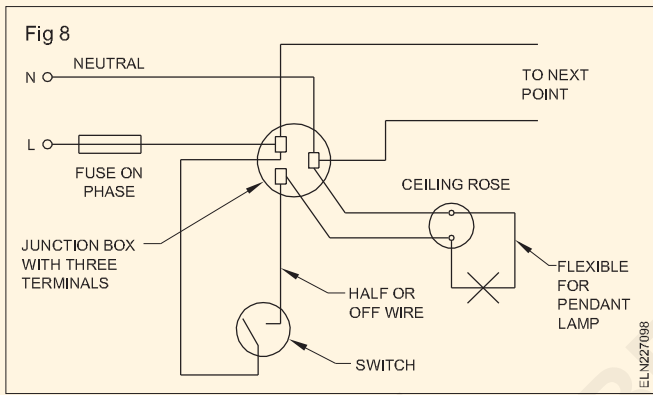 Fig 8
N
NEUTRAL
TO NEXT
POINT
L
FUSE ON
PHASE
CEILING ROSE
JUNCTION BOX
WITH THREE
TERMINALS
HALF OR
OFF WIRE
FLEXIBLE
FOR
PENDANT
LAMP
SWITCH
ELN227098